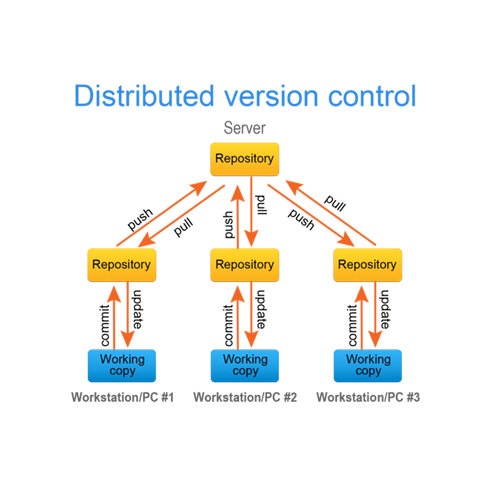 Distributed version control
Server
Repository
push
pull
push
pull
push
pull
Repository
Repository
Repository
commit
update
commit
update
commit
update
Working
copy
Working
copy
Working
copy
Workstation/PC #1
Workstation/PC #2
Workstation/PC #3